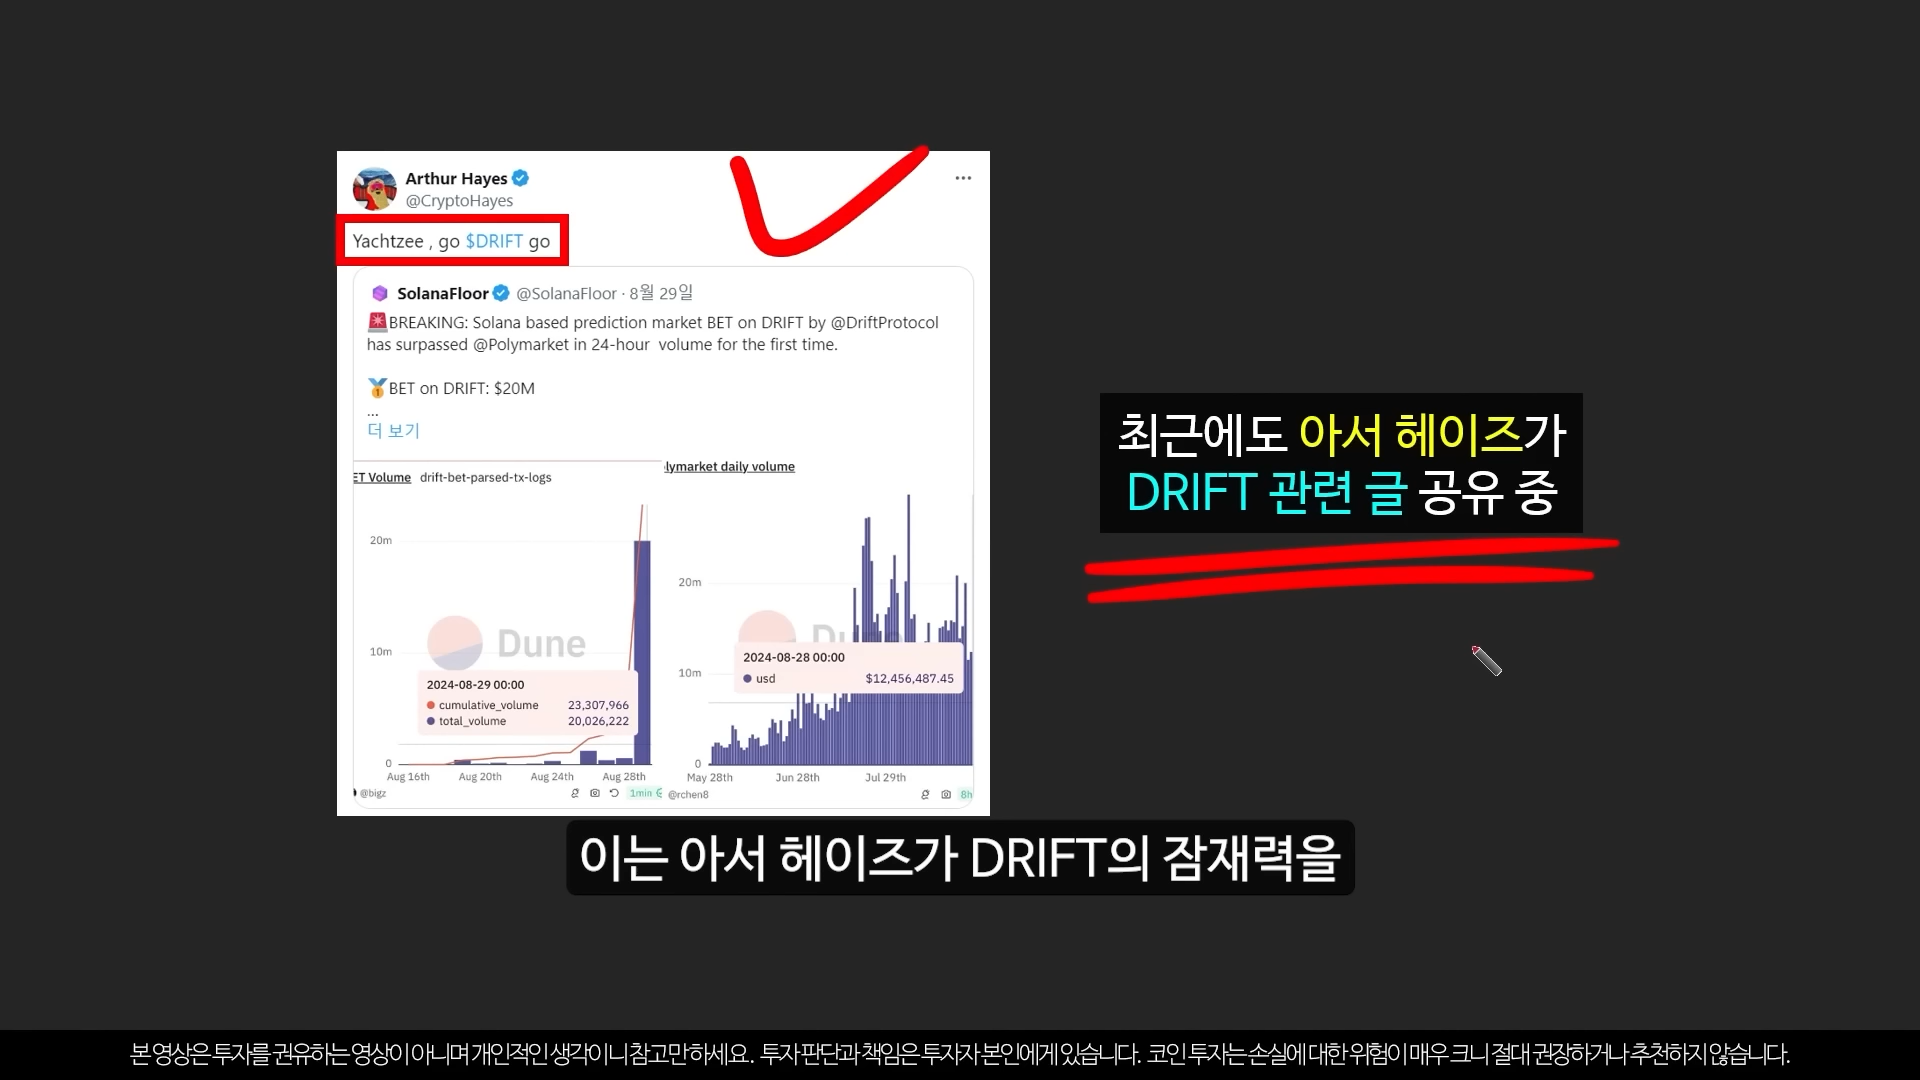 Arthur Hayes
@CryptoHayes
Yachtzee , go $DRIFT go
SolanaFloor @SolanaFloor · 8월 29일
🚨BREAKING: Solana based prediction market BET on DRIFT by @DriftProtocol
has surpassed @Polymarket in 24-hour volume for the first time.
🥇BET on DRIFT: $20M
...
더 보기
ET Volume drift-bet-parsed-tx-logs
20m
10m
0
Dune
2024-08-29 00:00
cumulative_volume 23,307,966
total_volume 20,026,222
Aug 16th Aug 20th Aug 24th Aug 28th
@bigz
1min
lymarket daily volume
20m
10m
0
2024-08-28 00:00
usd $12,456,487.45
May 28th Jun 28th Jul 29th
@rchen8
8h
최근에도 아서 헤이즈가
DRIFT 관련 글 공유 중
이는 아서 헤이즈가 DRIFT의 잠재력을
본 영상은 투자를 권유하는 영상이 아니며 개인적인 생각이니 참고만 하세요. 투자 판단과 책임은 투자자 본인에게 있습니다. 코인 투자는 손실에 대한 위험이 매우 크니 절대 권장하거나 추천하지 않습니다.